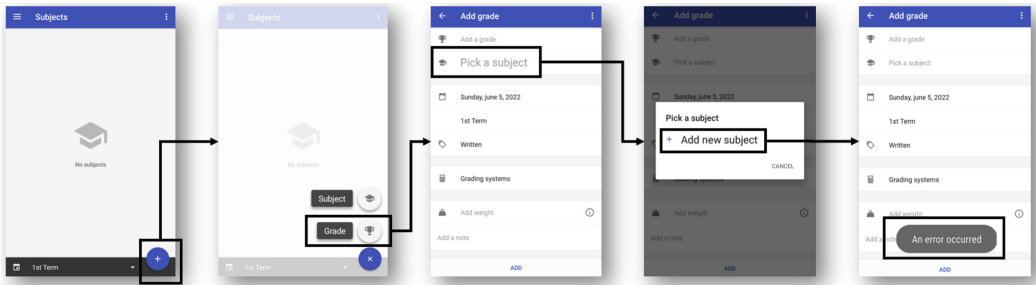 Subjects
No subjects
1st Term
Subjects
No subjects
Subject
Grade
1st Term
Add grade
Add a grade
Pick a subject
Sunday, june 5, 2022
1st Term
Written
Grading systems
Add weight
Add a note
ADD
Add grade
Add a grade
Pick a subject
Sunday, june 5, 2022
Pick a subject
+ Add new subject
CANCEL
Grading systems
Add weight
Add a note
ADD
Add grade
Add a grade
Pick a subject
Sunday, june 5, 2022
1st Term
Written
Grading systems
Add weight
Add a note
An error occurred
ADD